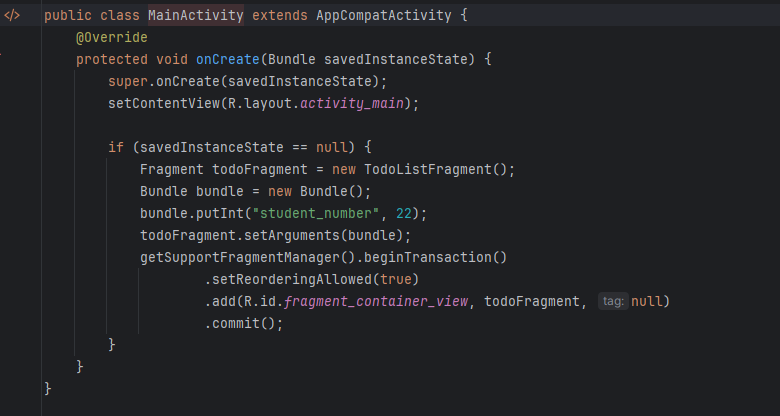 public class MainActivity extends AppCompatActivity {
@Override
protected void onCreate(Bundle savedInstanceState) {
super.onCreate(savedInstanceState);
setContentView(R.layout.activity_main);
if (savedInstanceState == null) {
Fragment todoFragment = new TodoListFragment();
Bundle bundle = new Bundle();
bundle.putInt("student_number", 22);
todoFragment.setArguments(bundle);
getSupportFragmentManager().beginTransaction()
.setReorderingAllowed(true)
.add(R.id.fragment_container_view, todoFragment, tag: null)
.commit();
}
}
}